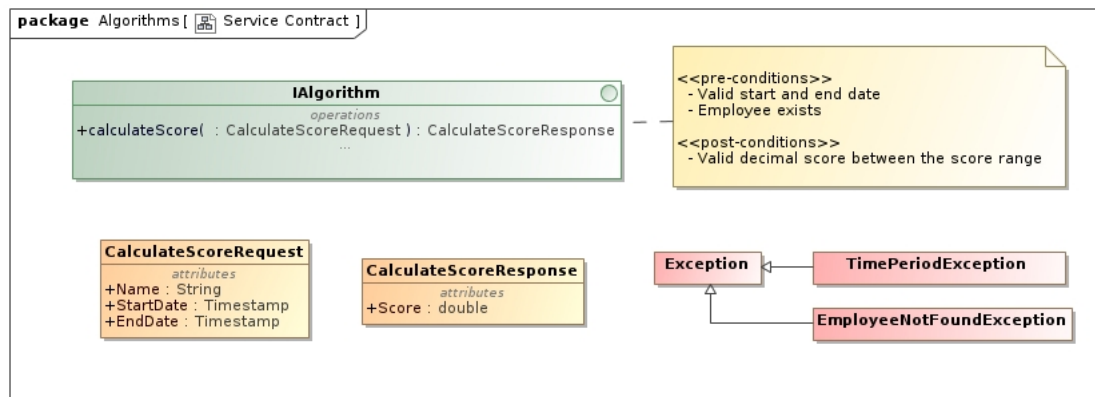 package Algorithms [ Service Contract ]
IAlgorithm
operations
+calculateScore( : CalculateScoreRequest ) : CalculateScoreResponse
...
<<pre-conditions>>
- Valid start and end date
- Employee exists
<<post-conditions>>
- Valid decimal score between the score range
CalculateScoreRequest
attributes
+Name : String
+StartDate : Timestamp
+EndDate : Timestamp
CalculateScoreResponse
attributes
+Score : double
Exception
TimePeriodException
EmployeeNotFoundException